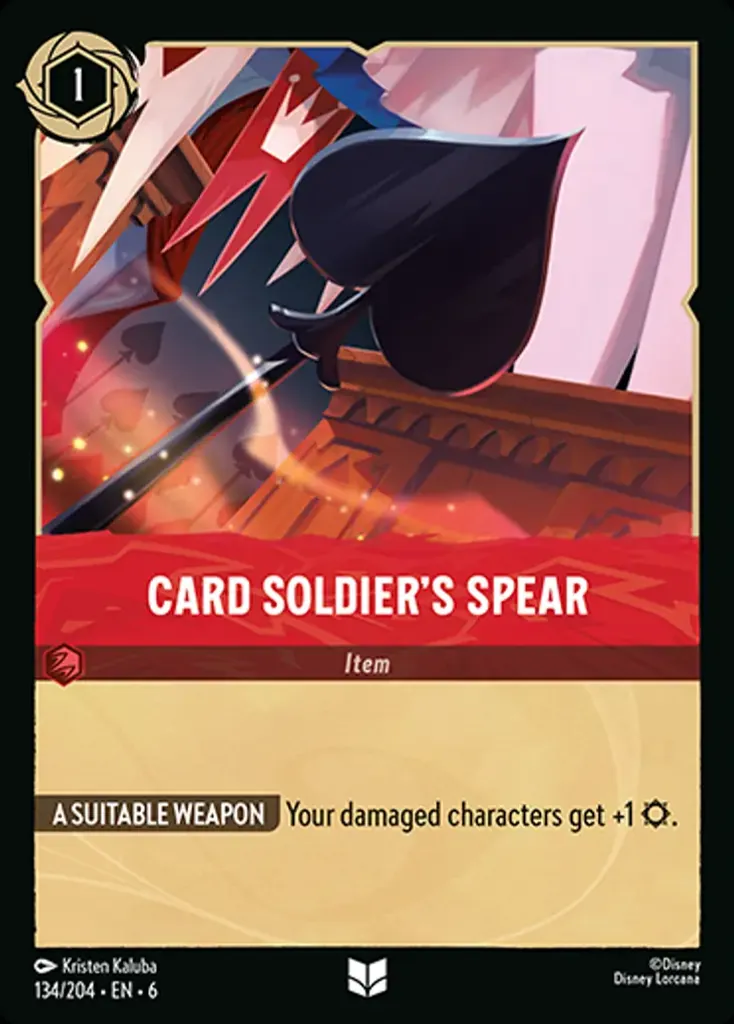 1
CARD SOLDIER'S SPEAR
Item
A SUITABLE WEAPON Your damaged characters get +1 .
Kristen Kaluba
134/204 • EN • 6
©Disney
Disney Lorcana